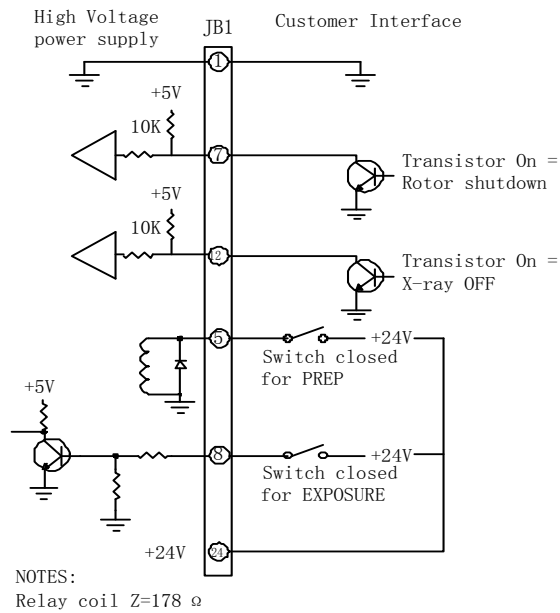 High Voltage
power supply
JB1
Customer Interface
1
+5V
10K
7
Transistor On =
Rotor shutdown
+5V
10K
12
Transistor On =
X-ray OFF
5
+24V
Switch closed
for PREP
+5V
8
+24V
Switch closed
for EXPOSURE
+24V
24
NOTES:
Relay coil Z=178 Ω